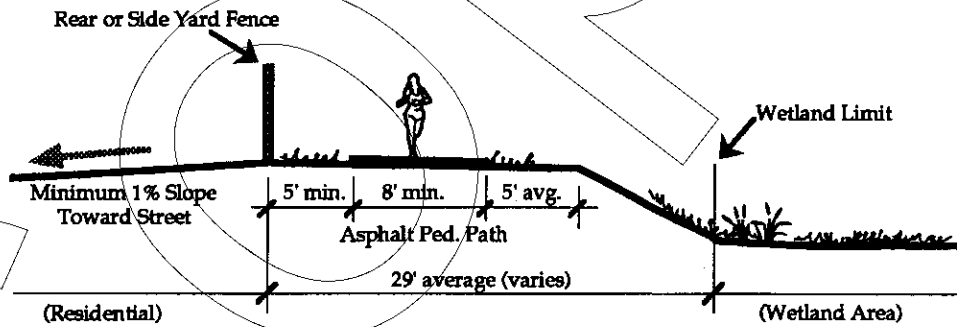 Rear or Side Yard Fence
Wetland Limit
Minimum 1% Slope
Toward Street
5' min.
8' min.
5' avg.
Asphalt Ped. Path
29' average (varies)
(Residential)
(Wetland Area)